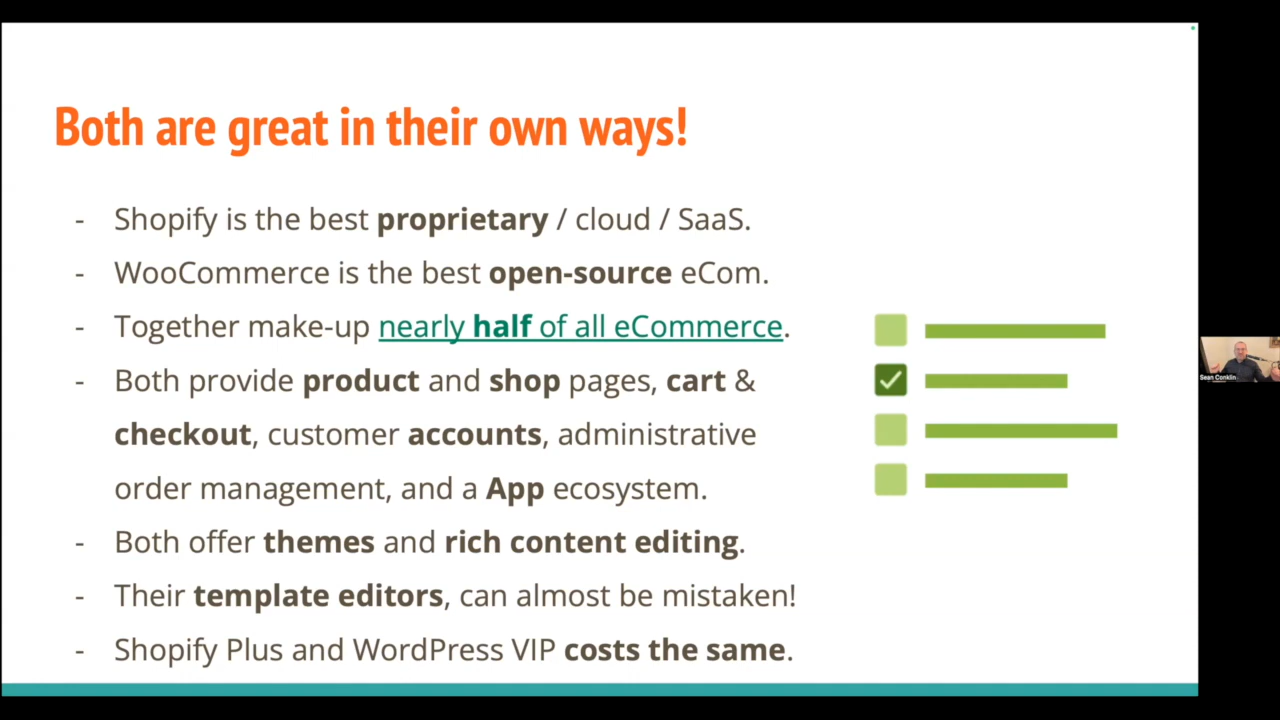 Both are great in their own ways!
- Shopify is the best proprietary / cloud / SaaS.
- WooCommerce is the best open-source eCom.
- Together make-up nearly half of all eCommerce.
- Both provide product and shop pages, cart &
checkout, customer accounts, administrative
order management, and a App ecosystem.
- Both offer themes and rich content editing.
- Their template editors, can almost be mistaken!
- Shopify Plus and WordPress VIP costs the same.
Sean Conklin